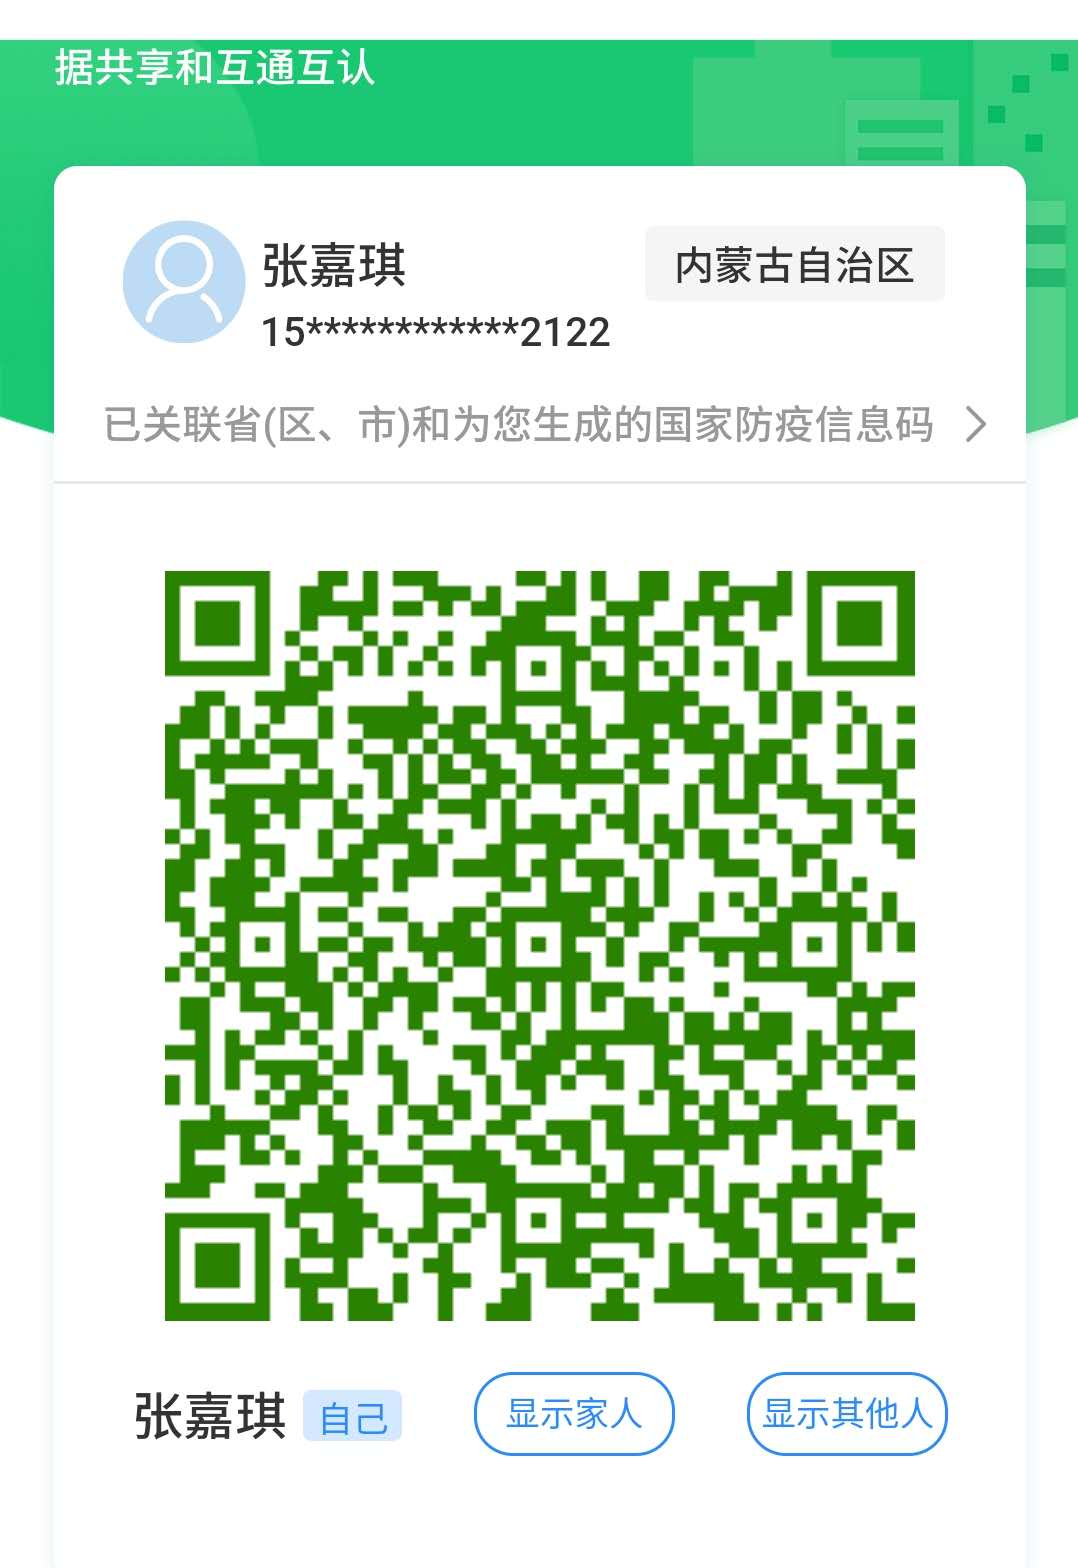 据共享和互通互认
张嘉琪
内蒙古自治区
15************2122
已关联省(区、市)和为您生成的国家防疫信息码
张嘉琪
自己
显示家人
显示其他人